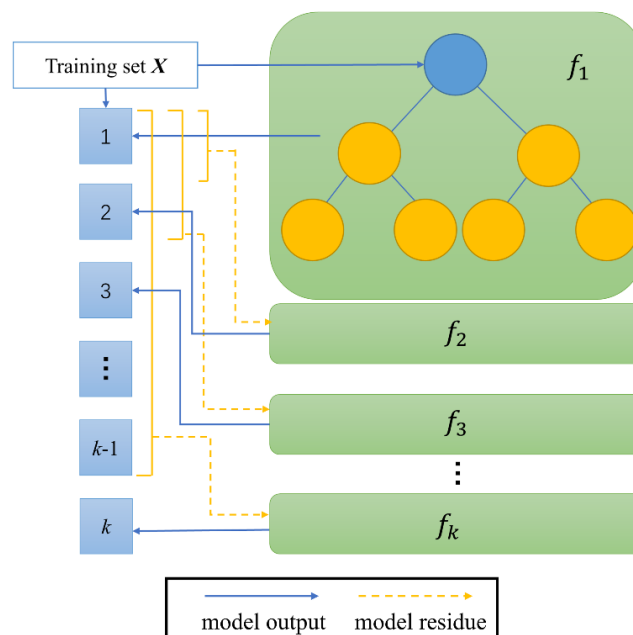 Training set X
f₁
1
2
3
⋮
k-1
k
f₂
f₃
⋮
fₖ
model output
model residue